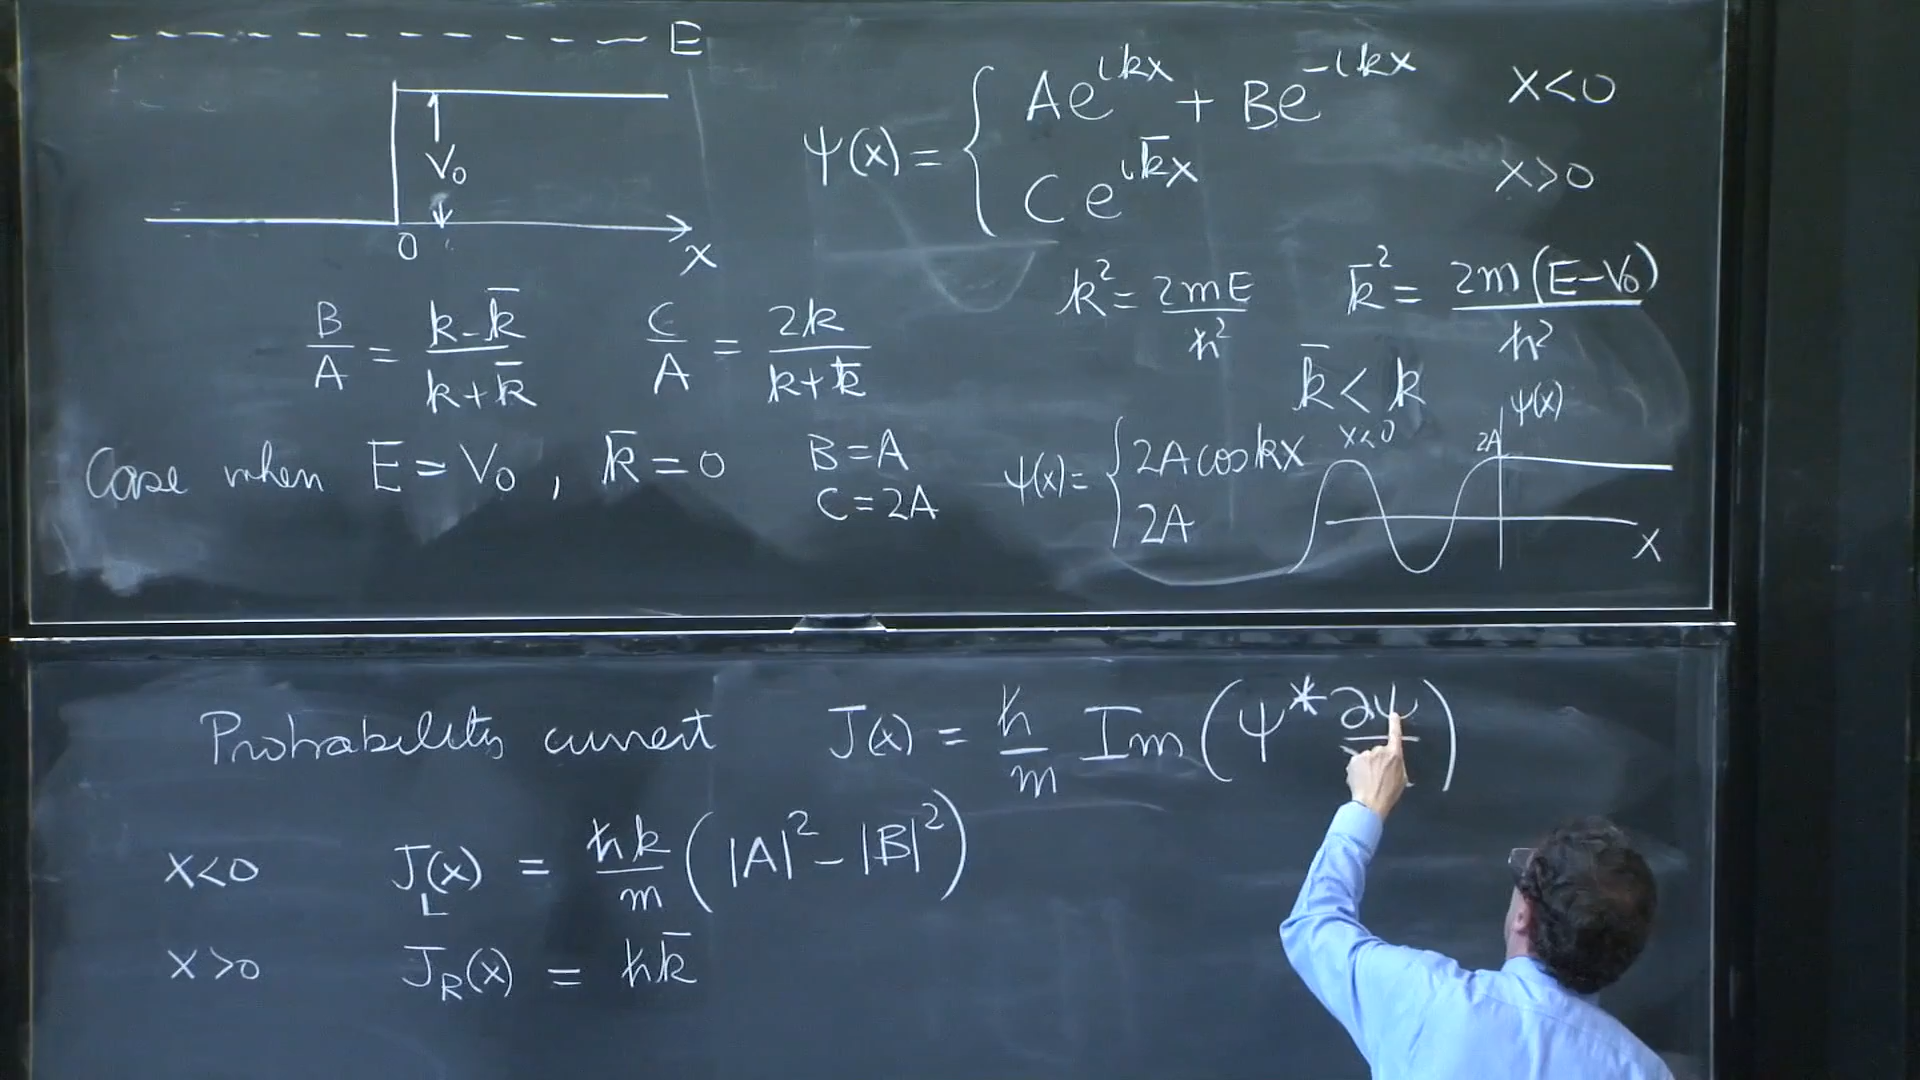 E
V₀
0
x
ψ(x) = { Ae^{ikx} + Be^{-ikx} x<0
Ce^{ik̄x} x>0
k² = 2mE/ħ² k̄² = 2m(E-V₀)/ħ²
k̄ < k
B/A = (k-k̄)/(k+k̄) C/A = 2k/(k+k̄)
Case when E = V₀, k̄ = 0 B = A
C = 2A
ψ(x) = { 2A cos kx x<0
2A
ψ(x)
2A
x
Probability current J(x) = ħ/m Im(ψ* ∂ψ/)
x<0 J_L(x) = ħk/m (|A|² - |B|²)
x>0 J_R(x) = ħk̄